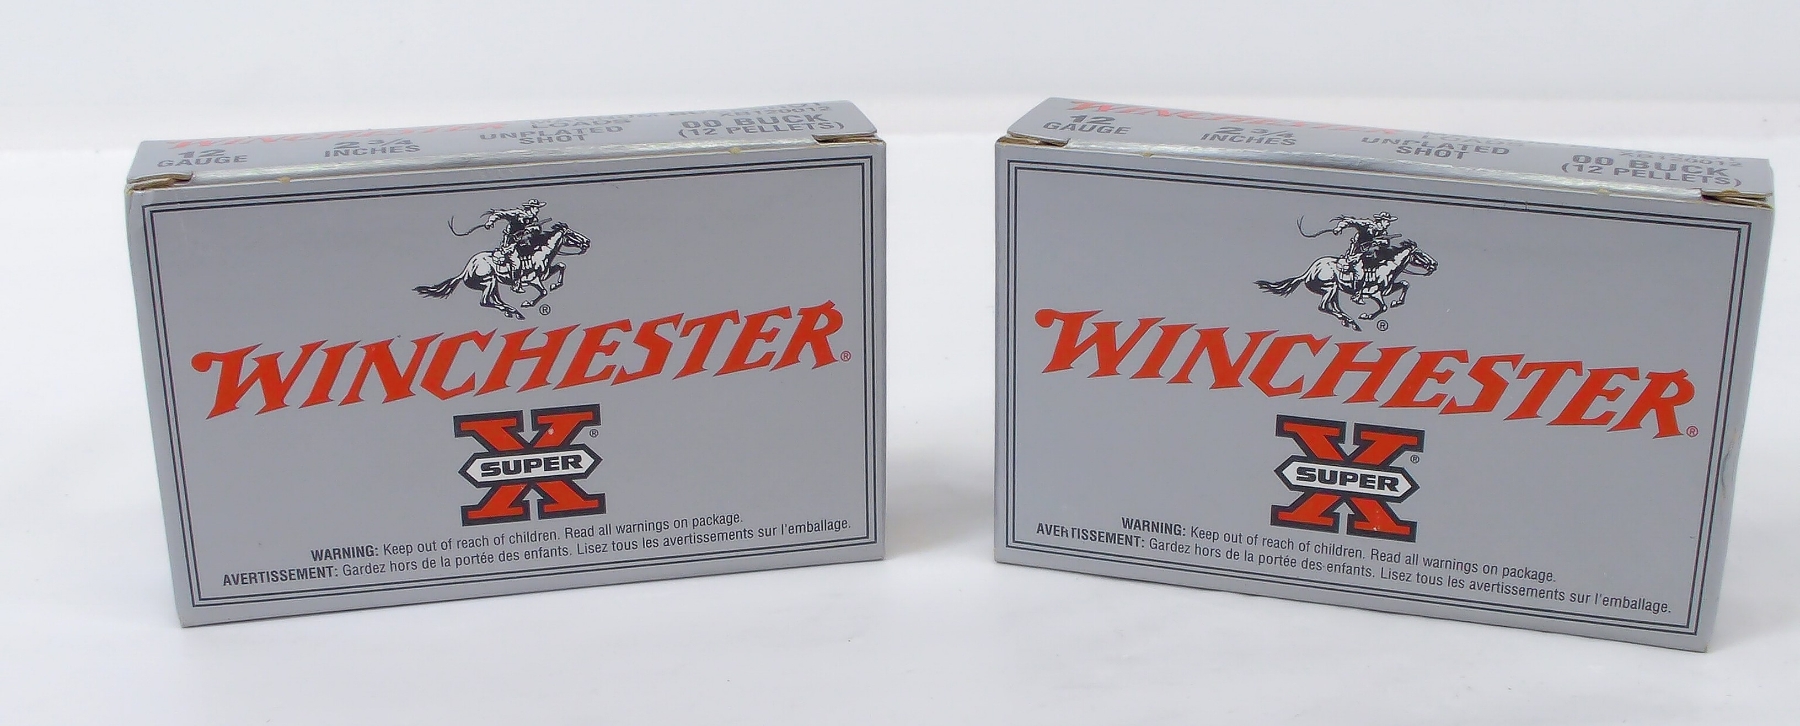 WINCHESTER
12
GAUGE
2 3/4
INCHES
LOADS
UNPLATED
SHOT
00 BUCK
(12 PELLETS)
®
WINCHESTER®
X®
SUPER
WARNING: Keep out of reach of children. Read all warnings on package.
AVERTISSEMENT: Gardez hors de la portée des enfants. Lisez tous les avertissements sur l'emballage.
WINCHESTER
12
GAUGE
2 3/4
INCHES
UNPLATED
SHOT
00 BUCK
(12 PELLETS)
®
WINCHESTER®
X®
SUPER
WARNING: Keep out of reach of children. Read all warnings on package.
AVERTISSEMENT: Gardez hors de la portée des enfants. Lisez tous les avertissements sur l'emballage.